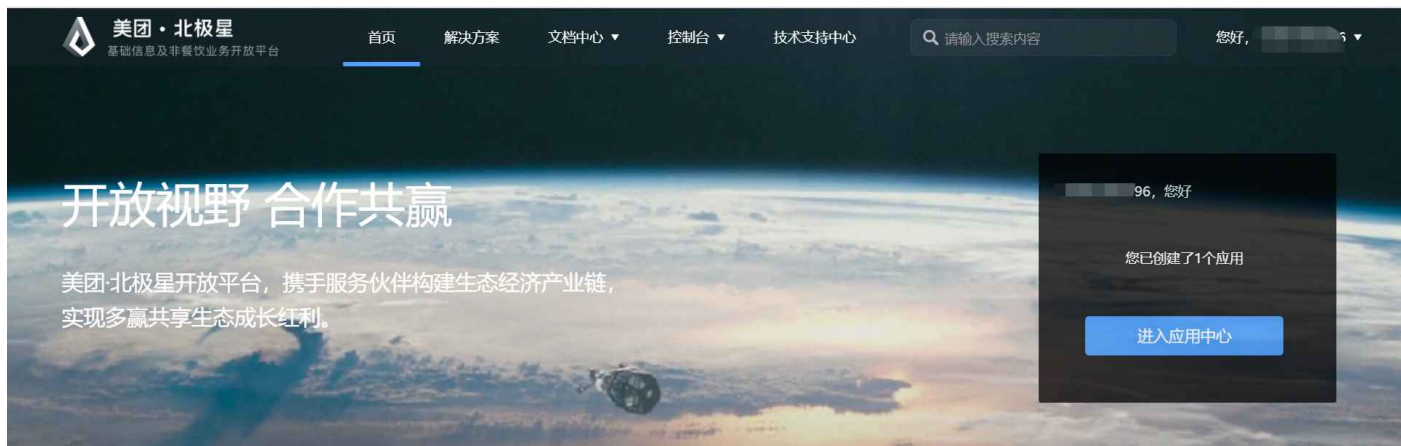 美团·北极星
基础信息及非餐饮业务开放平台
首页
解决方案
文档中心 ▼
控制台 ▼
技术支持中心
请输入搜索内容
您好, 6 ▼
开放视野 合作共赢
美团·北极星开放平台，携手服务伙伴构建生态经济产业链，
实现多赢共享生态成长红利。
96, 您好
您已创建了1个应用
进入应用中心